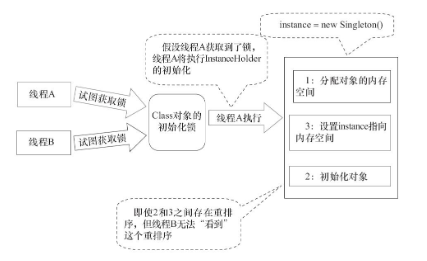 instance = new Singleton()
假设线程A获取到了锁，
线程A将执行InstanceHolder
的初始化
线程A
试图获取锁
线程B
试图获取锁
Class对象的
初始化锁
线程A执行
1：分配对象的内存
空间
3：设置instance指向
内存空间
2：初始化对象
即使2和3之间存在重排
序，但线程B无法“看到”
这个重排序